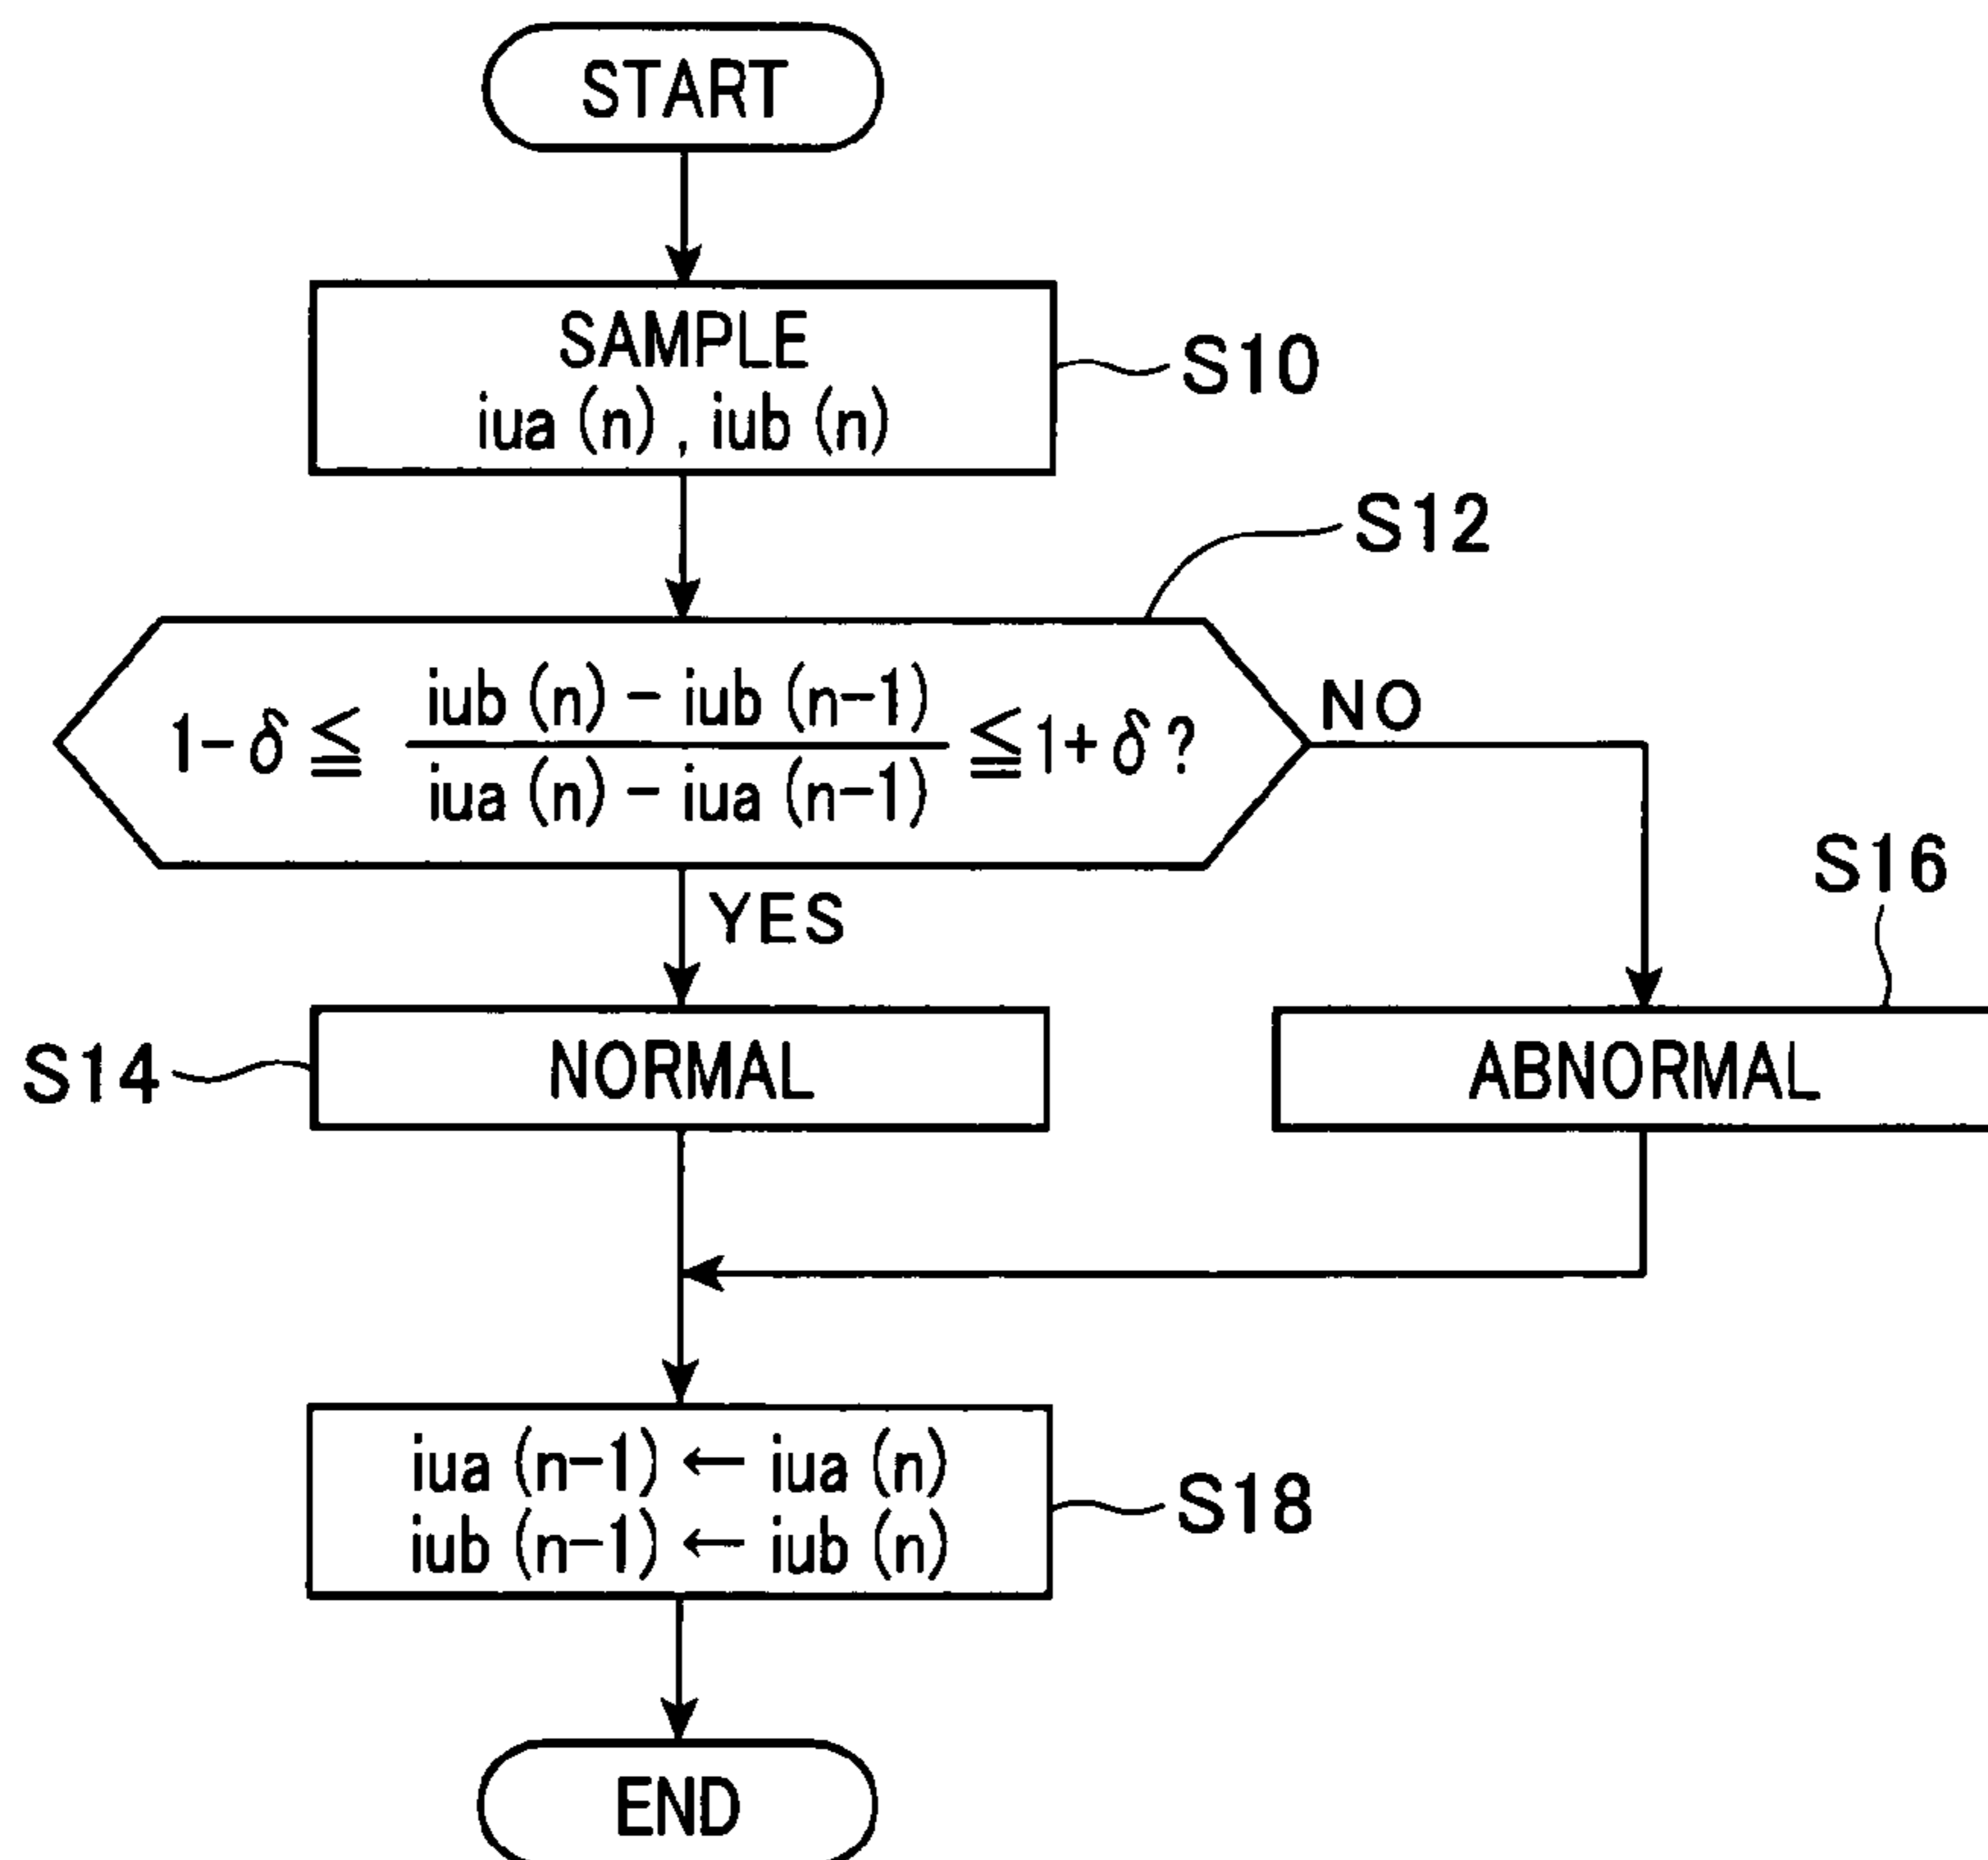 START
SAMPLE
iua (n) , iub (n)
S10
S12
1-δ ≦ iub (n) - iub (n-1) / iua (n) - iua (n-1) ≦ 1+δ?
NO
YES
S16
S14
NORMAL
ABNORMAL
iua (n-1) ← iua (n)
iub (n-1) ← iub (n)
S18
END